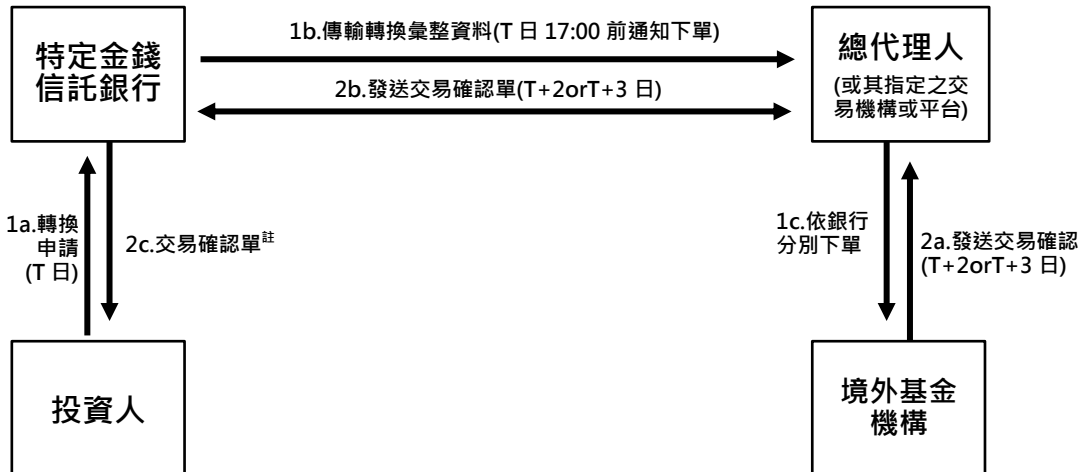 1b.傳輸轉換彙整資料(T 日 17:00 前通知下單)
特定金錢
信託銀行
2b.發送交易確認單(T+2orT+3 日)
總代理人
(或其指定之交
易機構或平台)
1a.轉換
申請
(T 日)
2c.交易確認單註
1c.依銀行
分別下單
2a.發送交易確認
(T+2orT+3 日)
投資人
境外基金
機構